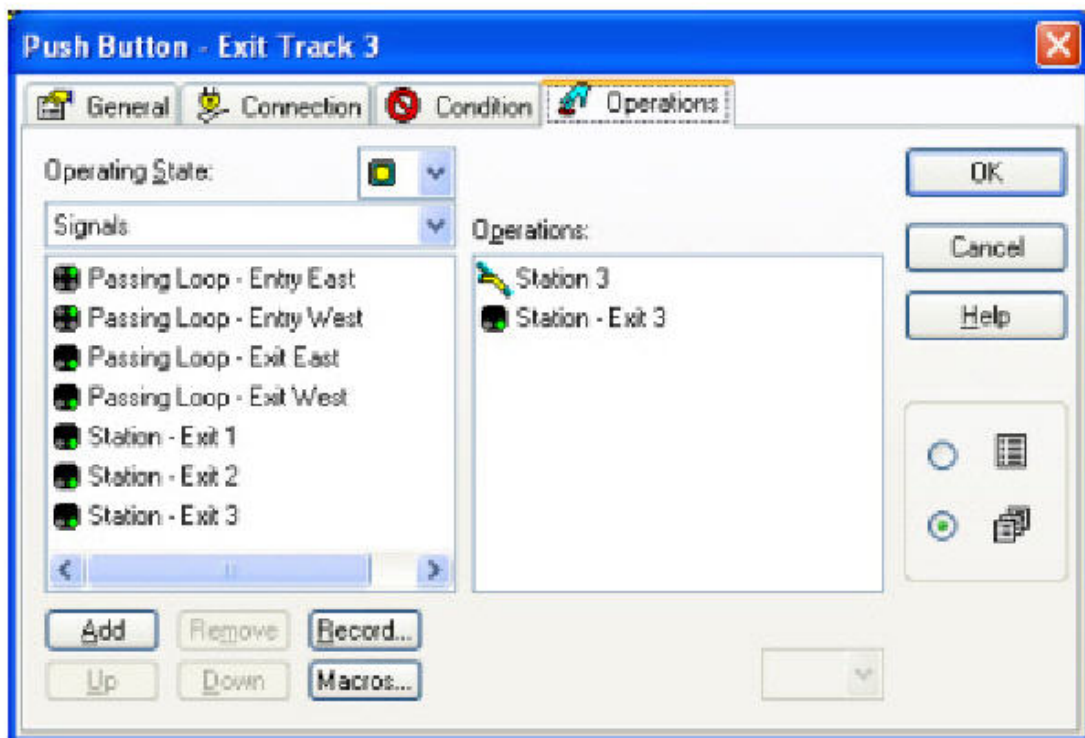 Push Button - Exit Track 3
General
Connection
Condition
Operations
Operating State:
Signals
Passing Loop - Entry East
Passing Loop - Entry West
Passing Loop - Exit East
Passing Loop - Exit West
Station - Exit 1
Station - Exit 2
Station - Exit 3
Operations:
Station 3
Station - Exit 3
OK
Cancel
Help
Add
Remove
Record...
Up
Down
Macros...